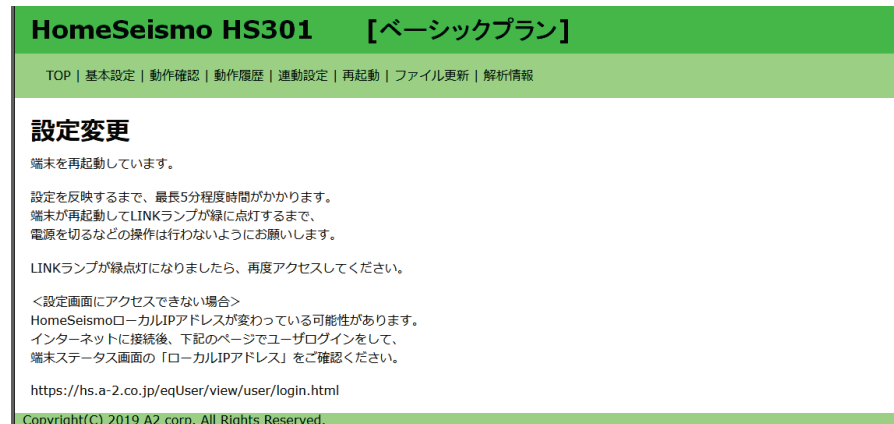 HomeSeismo HS301 [ベーシックプラン]
TOP | 基本設定 | 動作確認 | 動作履歴 | 連動設定 | 再起動 | ファイル更新 | 解析情報
設定変更
端末を再起動しています。
設定を反映するまで、最長5分程度時間がかかります。
端末が再起動してLINKランプが緑に点灯するまで、
電源を切るなどの操作は行わないようにお願いします。
LINKランプが緑点灯になりましたら、再度アクセスしてください。
＜設定画面にアクセスできない場合＞
HomeSeismoローカルIPアドレスが変わっている可能性があります。
インターネットに接続後、下記のページでユーザログインをして、
端末ステータス画面の「ローカルIPアドレス」をご確認ください。
https://hs.a-2.co.jp/eqUser/view/user/login.html
Copyright(C) 2019 A2 corp. All Rights Reserved.